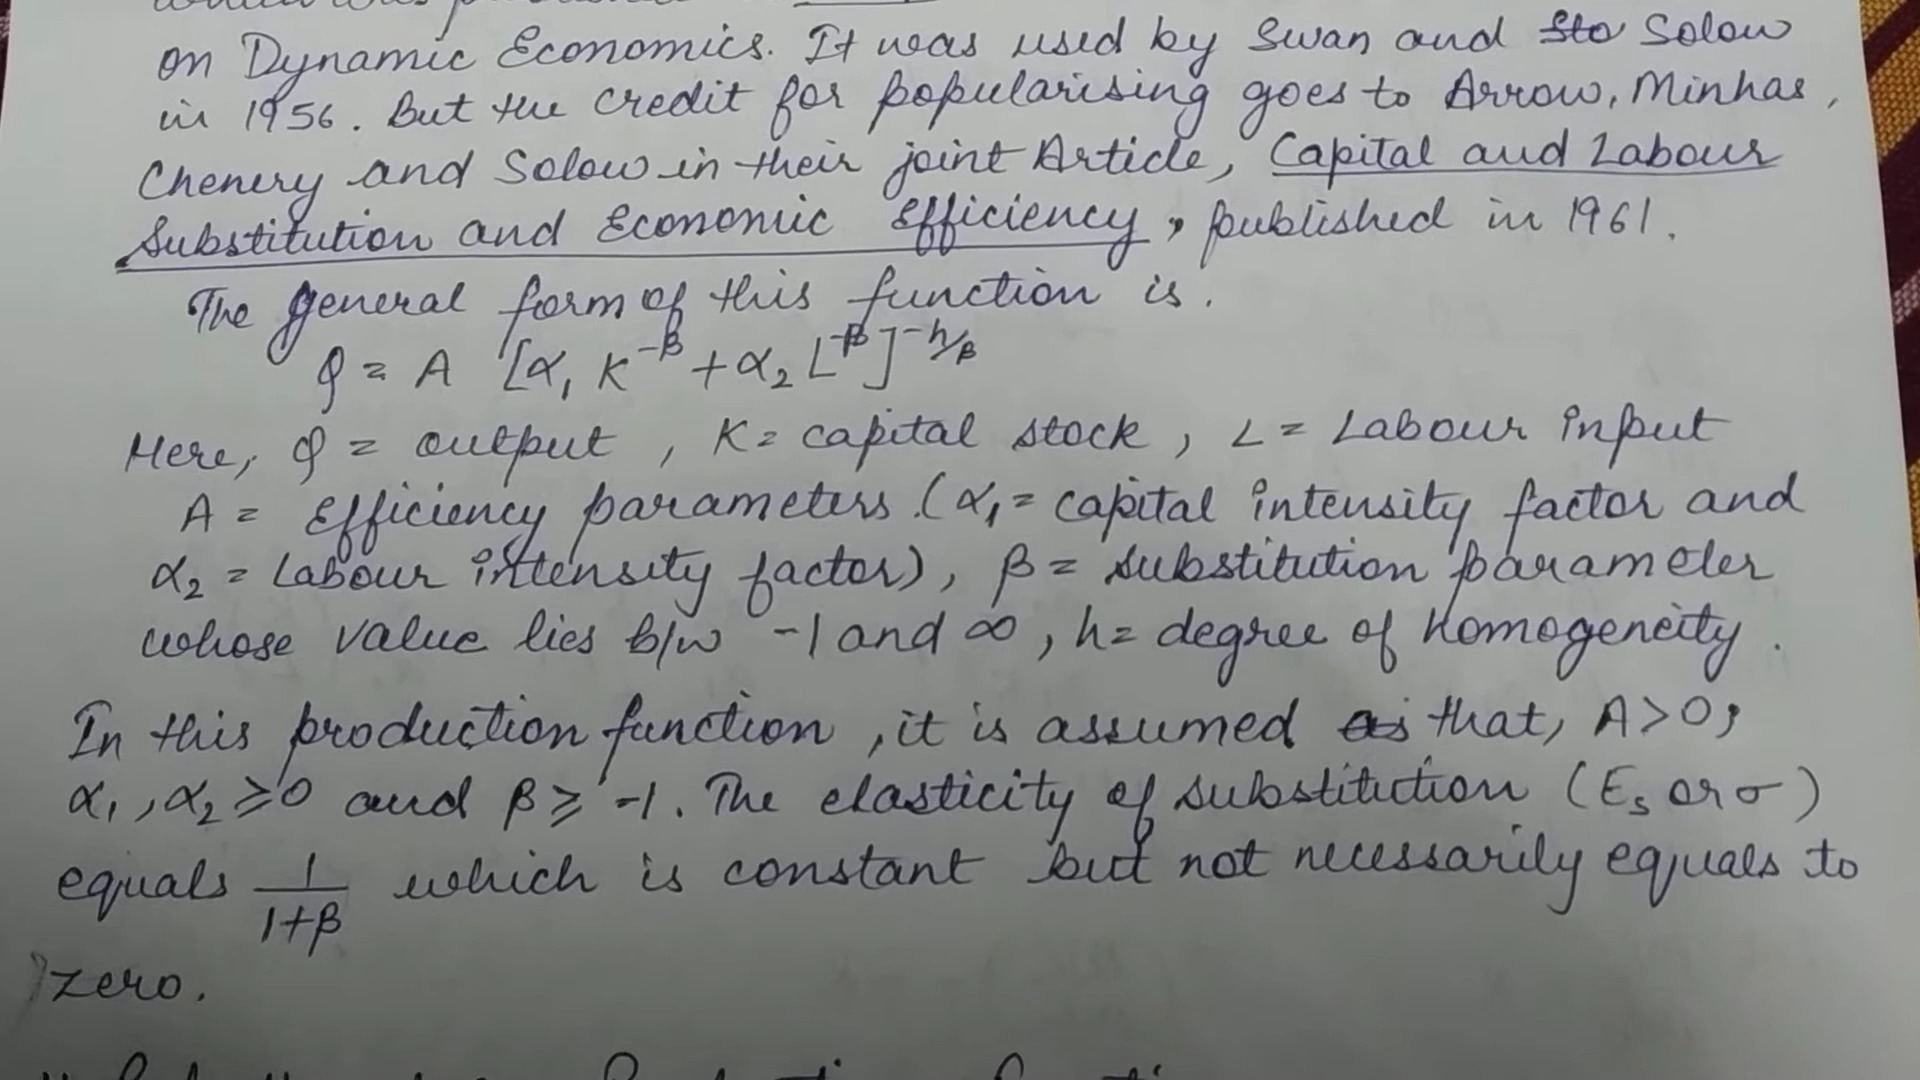 on Dynamic Economics. It was used by Swan and Sto Solow
in 1956. But the credit for popularising goes to Arrow, Minhas,
Chenery and Solow in their joint Article, Capital and Labour
Substitution and Economic Efficiency, published in 1961.
The general form of this function is.
Q = A [α₁ K^-β + α₂ L^-β]^-h/β
Here, Q = output, K = capital stock, L = Labour input
A = Efficiency parameters. (α₁ = capital intensity factor and
α₂ = Labour intensity factor), β = substitution parameter
whose value lies b/w -1 and ∞, h = degree of Homogeneity.
In this production function, it is assumed as that, A>0;
α₁, α₂ ⩾ 0 and β ⩾ -1. The elasticity of substitution (Es or σ)
equals 1/1+β which is constant but not necessarily equals to
zero.